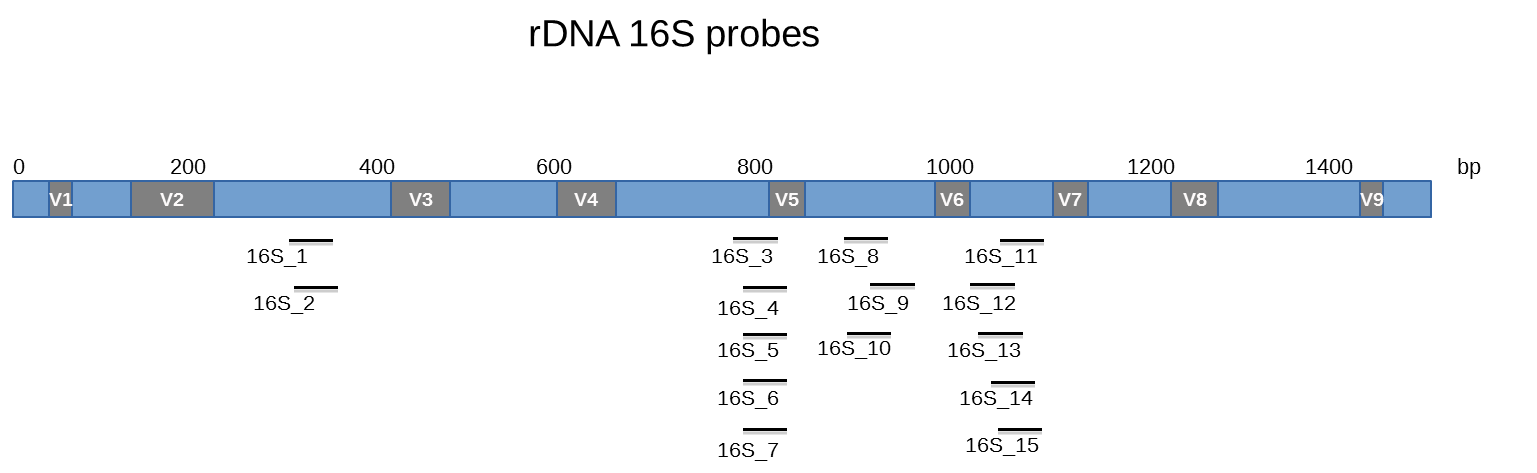 rDNA 16S probes
0 200 400 600 800 1000 1200 1400 bp
V1 V2 V3 V4 V5 V6 V7 V8 V9
16S_1 16S_3 16S_8 16S_11
16S_2 16S_4 16S_9 16S_12
16S_5 16S_10 16S_13
16S_6 16S_14
16S_7 16S_15